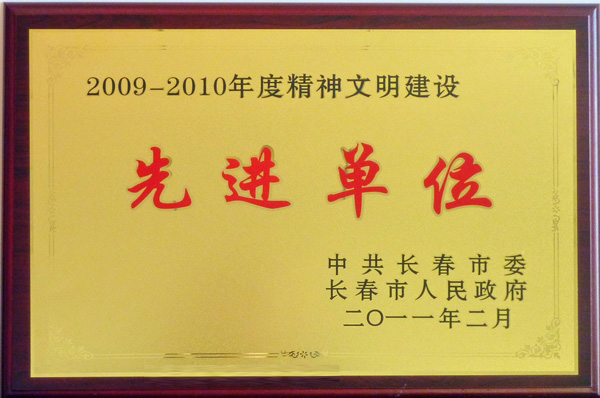 2009-2010年度精神文明建设
先进单位
中共长春市委
长春市人民政府
二〇一一年二月